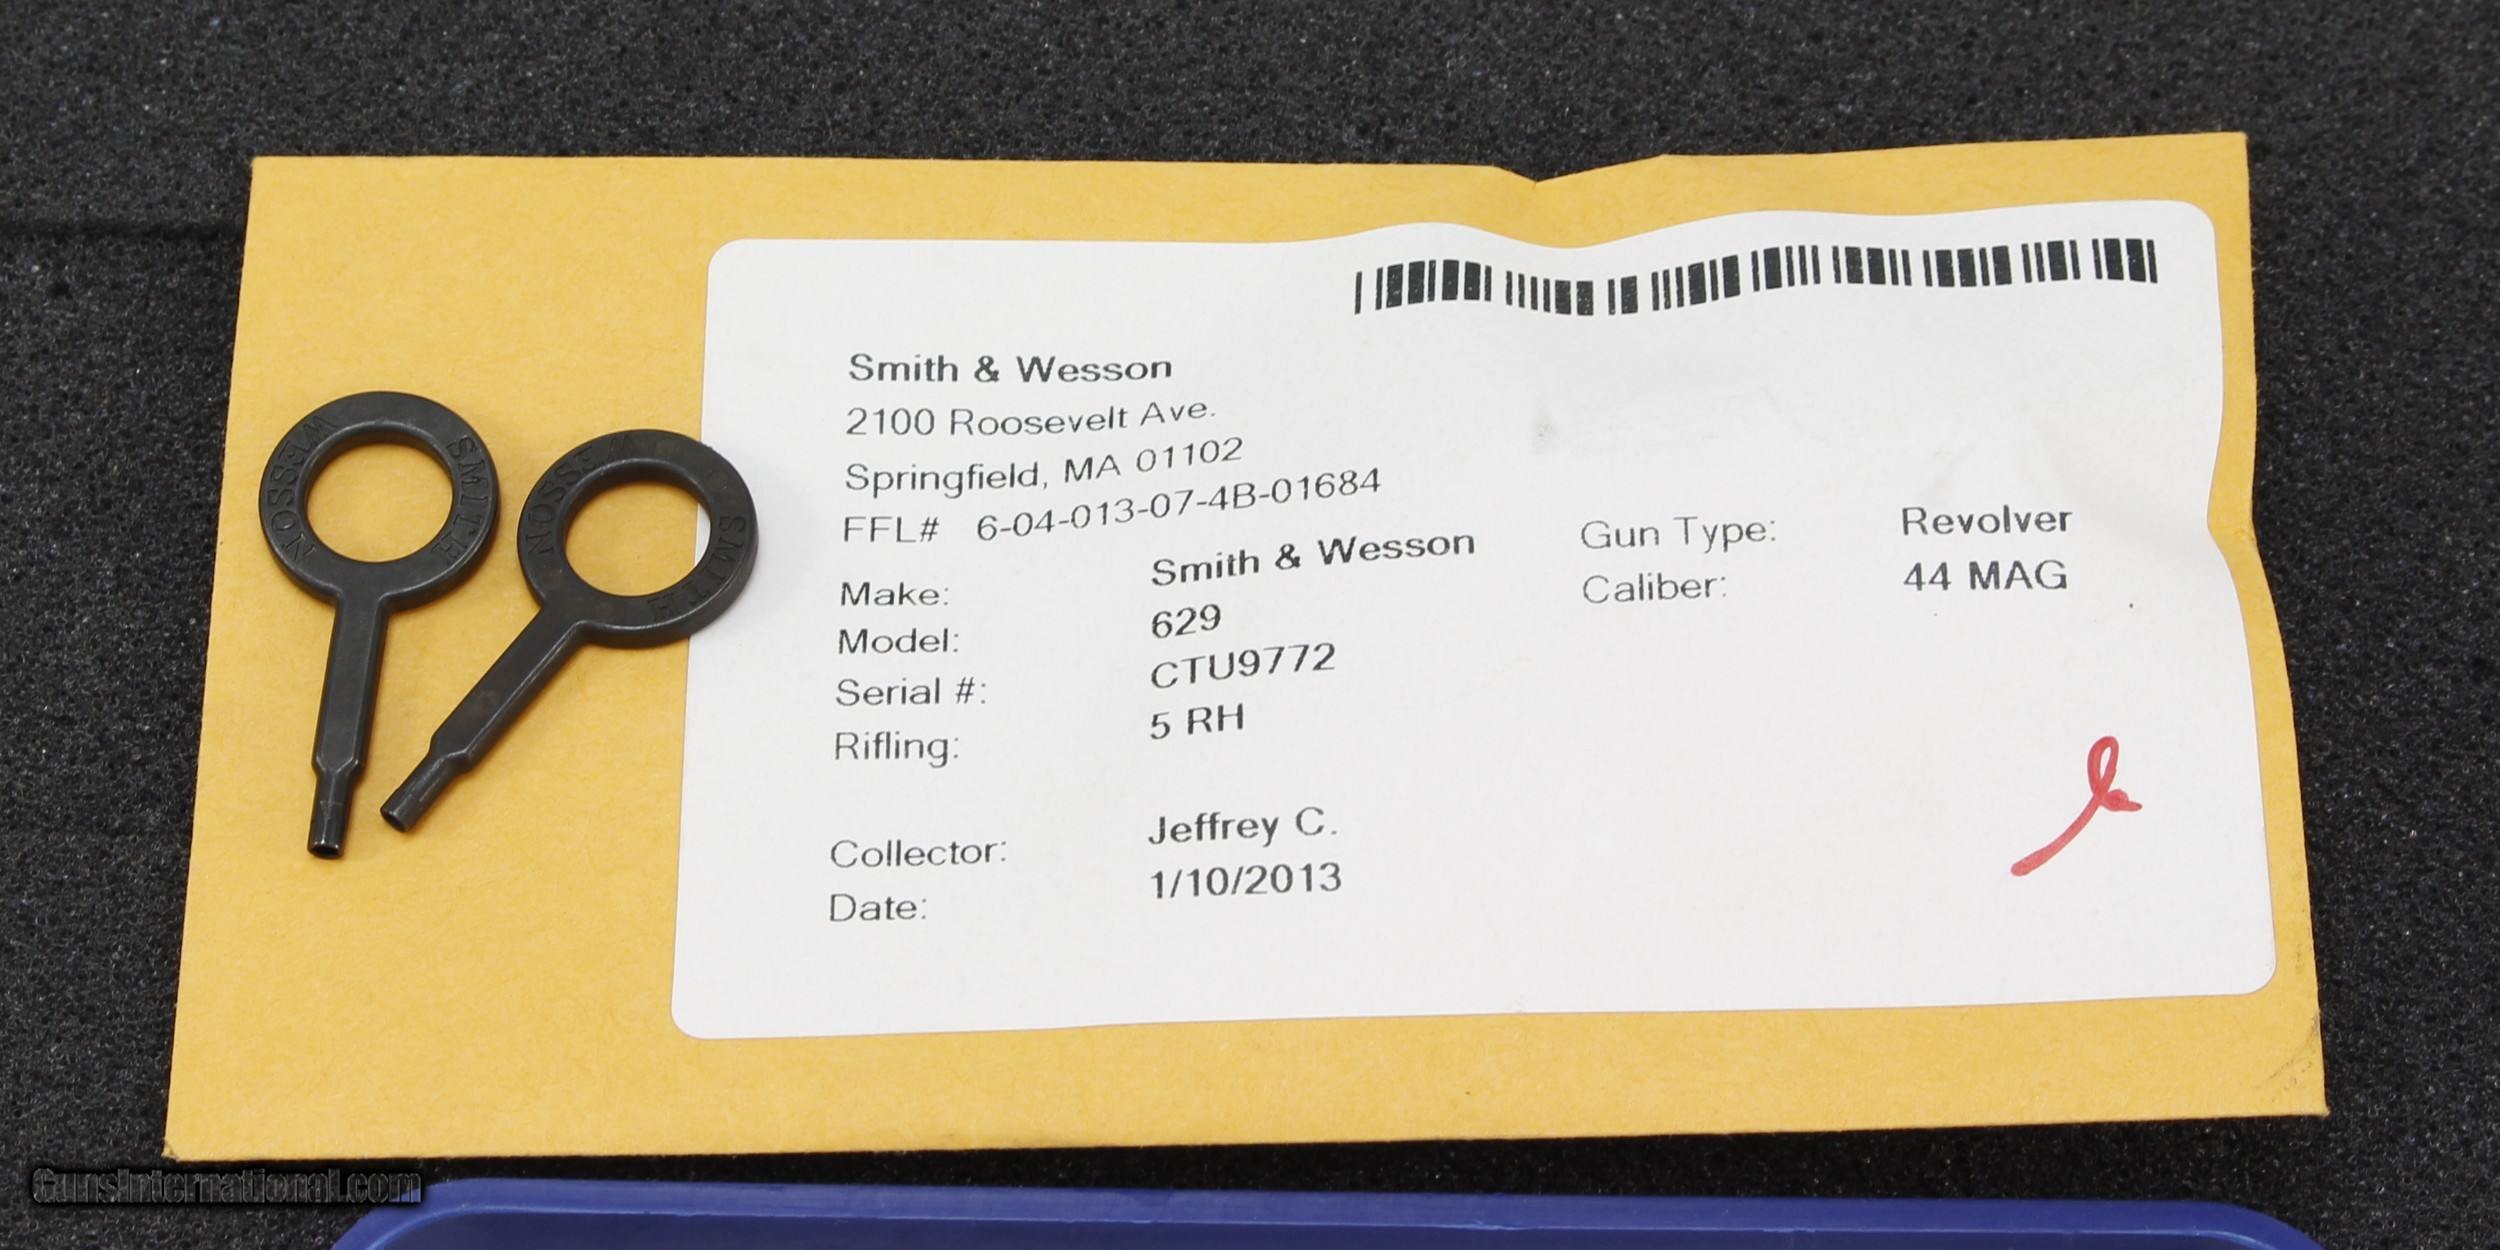 Smith & Wesson
2100 Roosevelt Ave.
Springfield, MA 01102
FFL# 6-04-013-07-4B-01684
Make: Smith & Wesson
Model: 629
Serial #: CTU9772
Rifling: 5 RH
Gun Type: Revolver
Caliber: 44 MAG
Collector: Jeffrey C.
Date: 1/10/2013
SMITH WESSON
SMITH WESSON
GunsInternational.com